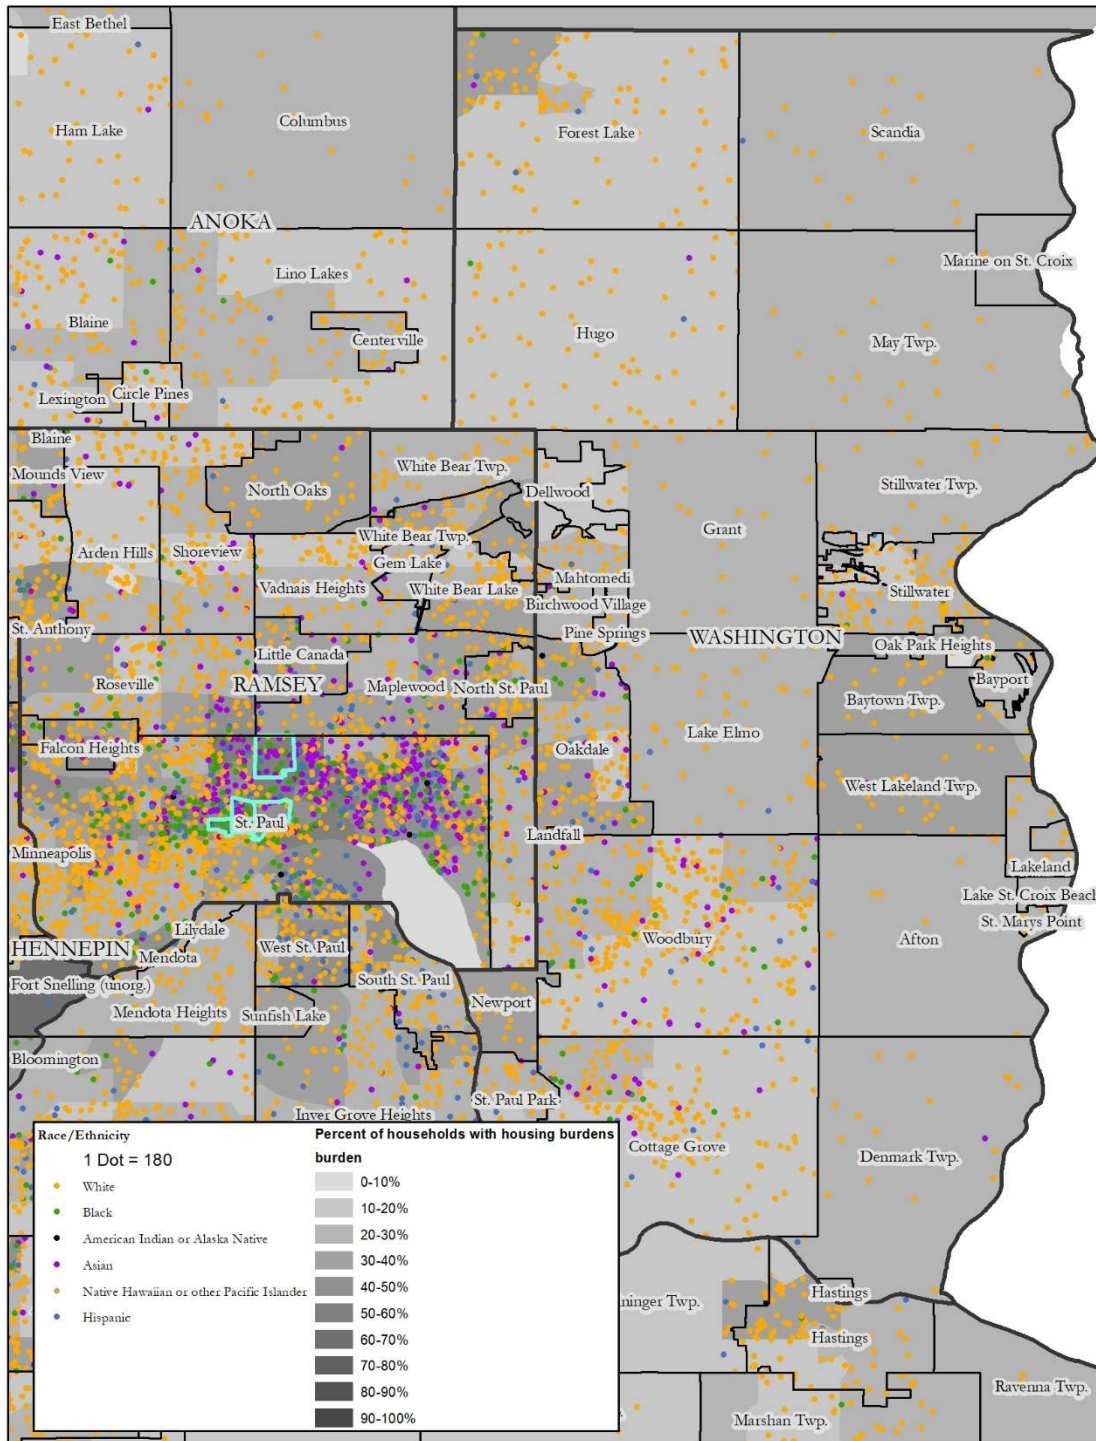 East Bethel
Ham Lake
Columbus
Forest Lake
Scandia
ANOKA
Marine on St. Croix
Lino Lakes
Blaine
Centerville
Hugo
May Twp.
Lexington
Circle Pines
Blaine
Mounds View
White Bear Twp.
North Oaks
Dellwood
Stillwater Twp.
Grant
White Bear Twp.
Arden Hills
Shoreview
Gem Lake
Vadnais Heights
White Bear Lake
Mahtomedi
Birchwood Village
Stillwater
St. Anthony
Pine Springs
WASHINGTON
Oak Park Heights
Little Canada
Roseville
RAMSEY
Maplewood
North St. Paul
Bayport
Baytown Twp.
Falcon Heights
Oakdale
Lake Elmo
West Lakeland Twp.
St. Paul
Landfall
Minneapolis
Lakeland
Lake St. Croix Beach
St. Marys Point
Lilydale
HENNEPIN
Mendota
West St. Paul
Woodbury
Afton
Fort Snelling (unorg.)
South St. Paul
Mendota Heights
Sunfish Lake
Newport
Bloomington
St. Paul Park
Inver Grove Heights
Cottage Grove
Denmark Twp.
Race/Ethnicity
1 Dot = 180
White
Black
American Indian or Alaska Native
Asian
Native Hawaiian or other Pacific Islander
Hispanic
Percent of households with housing burdens
burden
0-10%
10-20%
20-30%
30-40%
40-50%
50-60%
60-70%
70-80%
80-90%
90-100%
ninger Twp.
Hastings
Hastings
Ravenna Twp.
Marshan Twp.